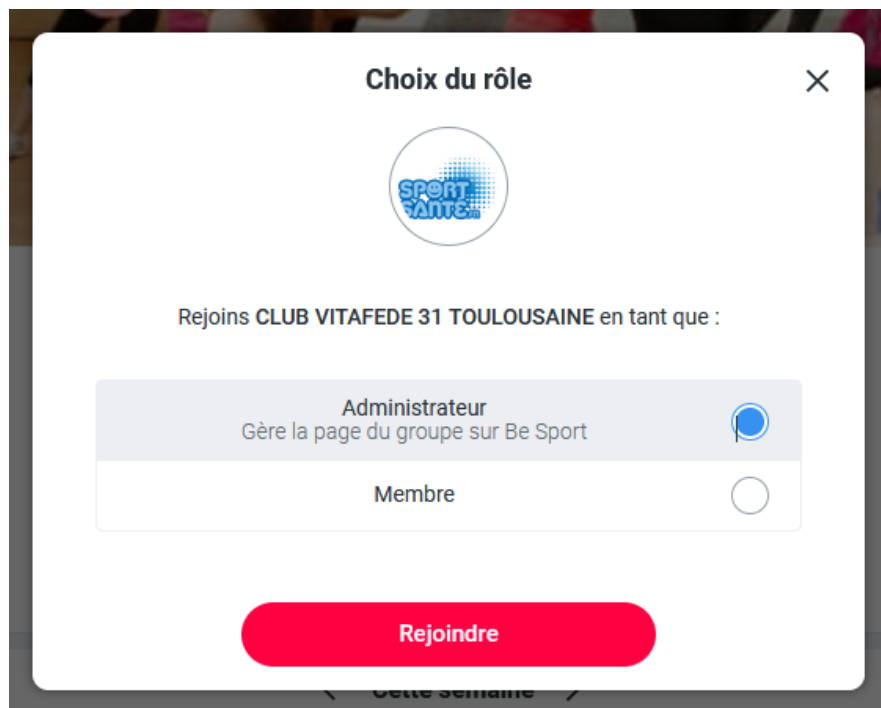 Choix du rôle
SPORT
SANTÉ
Rejoins CLUB VITAFEDE 31 TOULOUSAINE en tant que :
Administrateur
Gère la page du groupe sur Be Sport
Membre
Rejoindre
Cette semaine